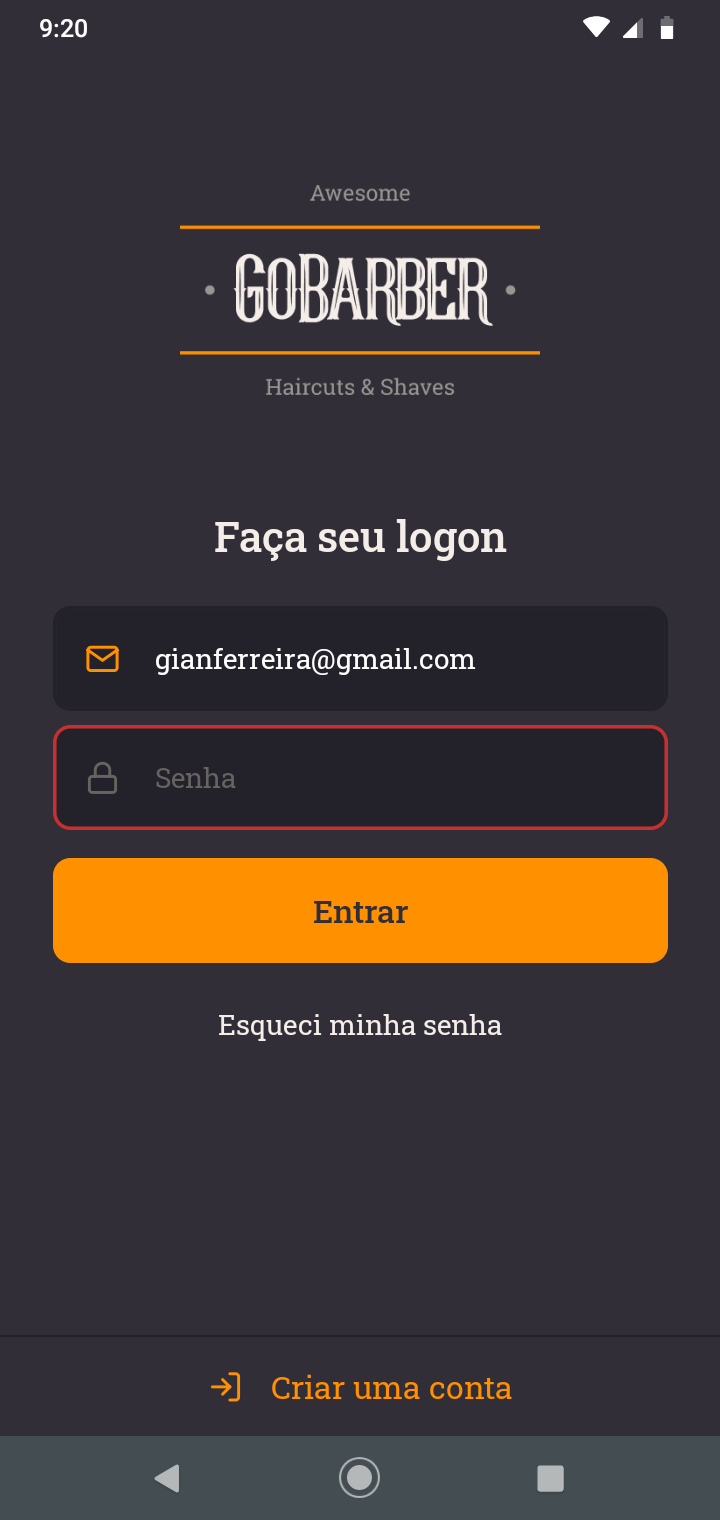 9:20
Awesome
• GOBARBER •
Haircuts & Shaves
Faça seu logon
gianferreira@gmail.com
Senha
Entrar
Esqueci minha senha
Criar uma conta